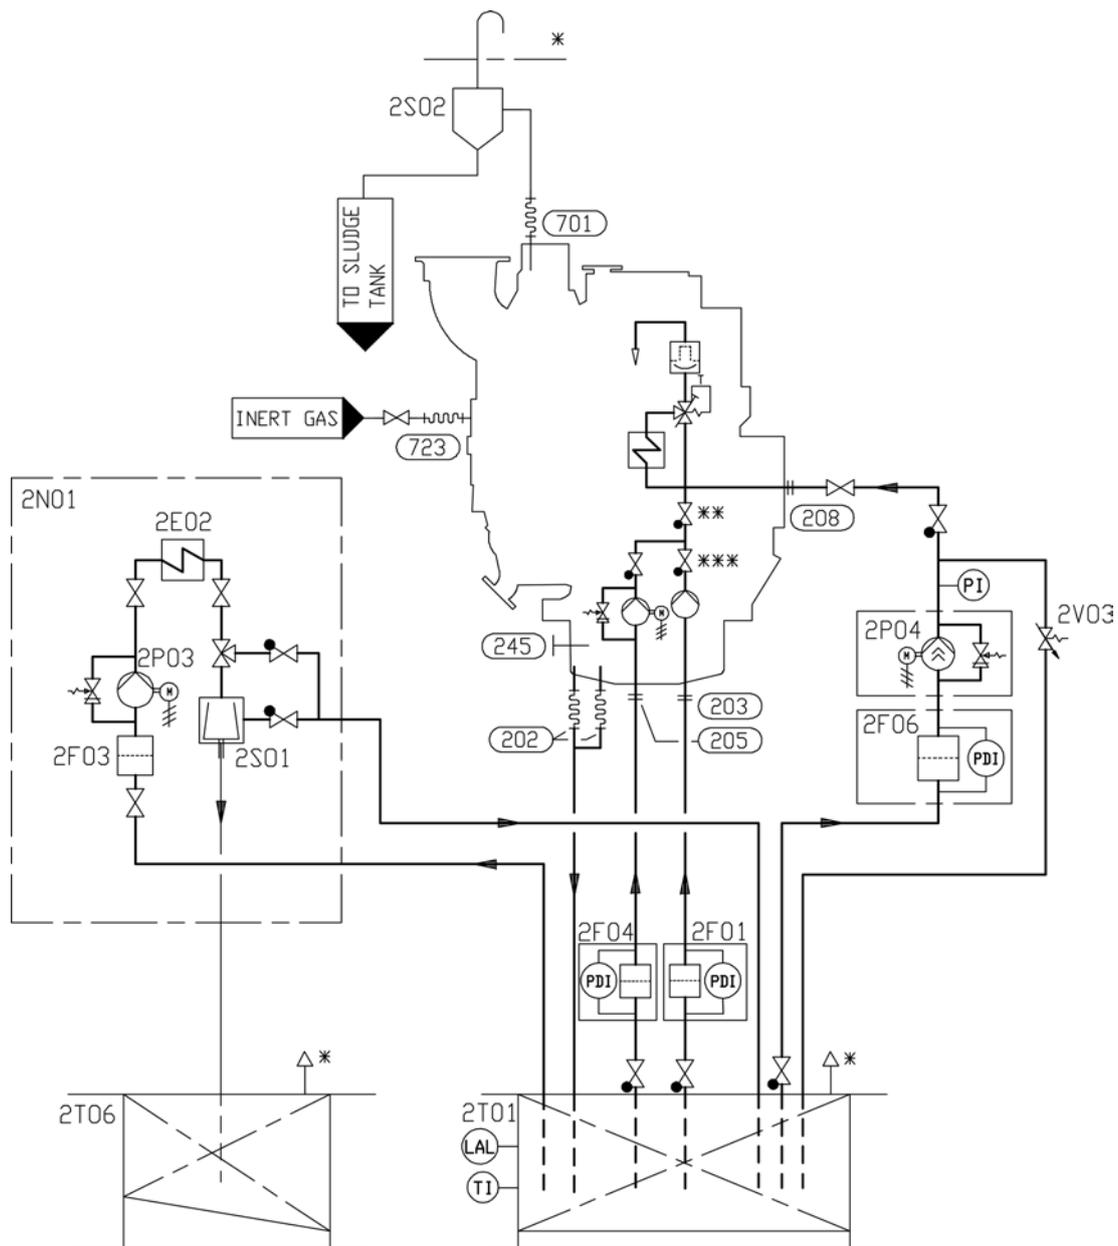 *
2S02
701
TO SLUDGE
TANK
T
INERT GAS
723
2N01
2E02
**
208
***
PI
2V03
2P04
M
M
245
2P03
M
203
202
205
2F06
2F03
2S01
PDI
2F04
2F01
PDI
PDI
*
*
2T06
2T01
LAL
TI